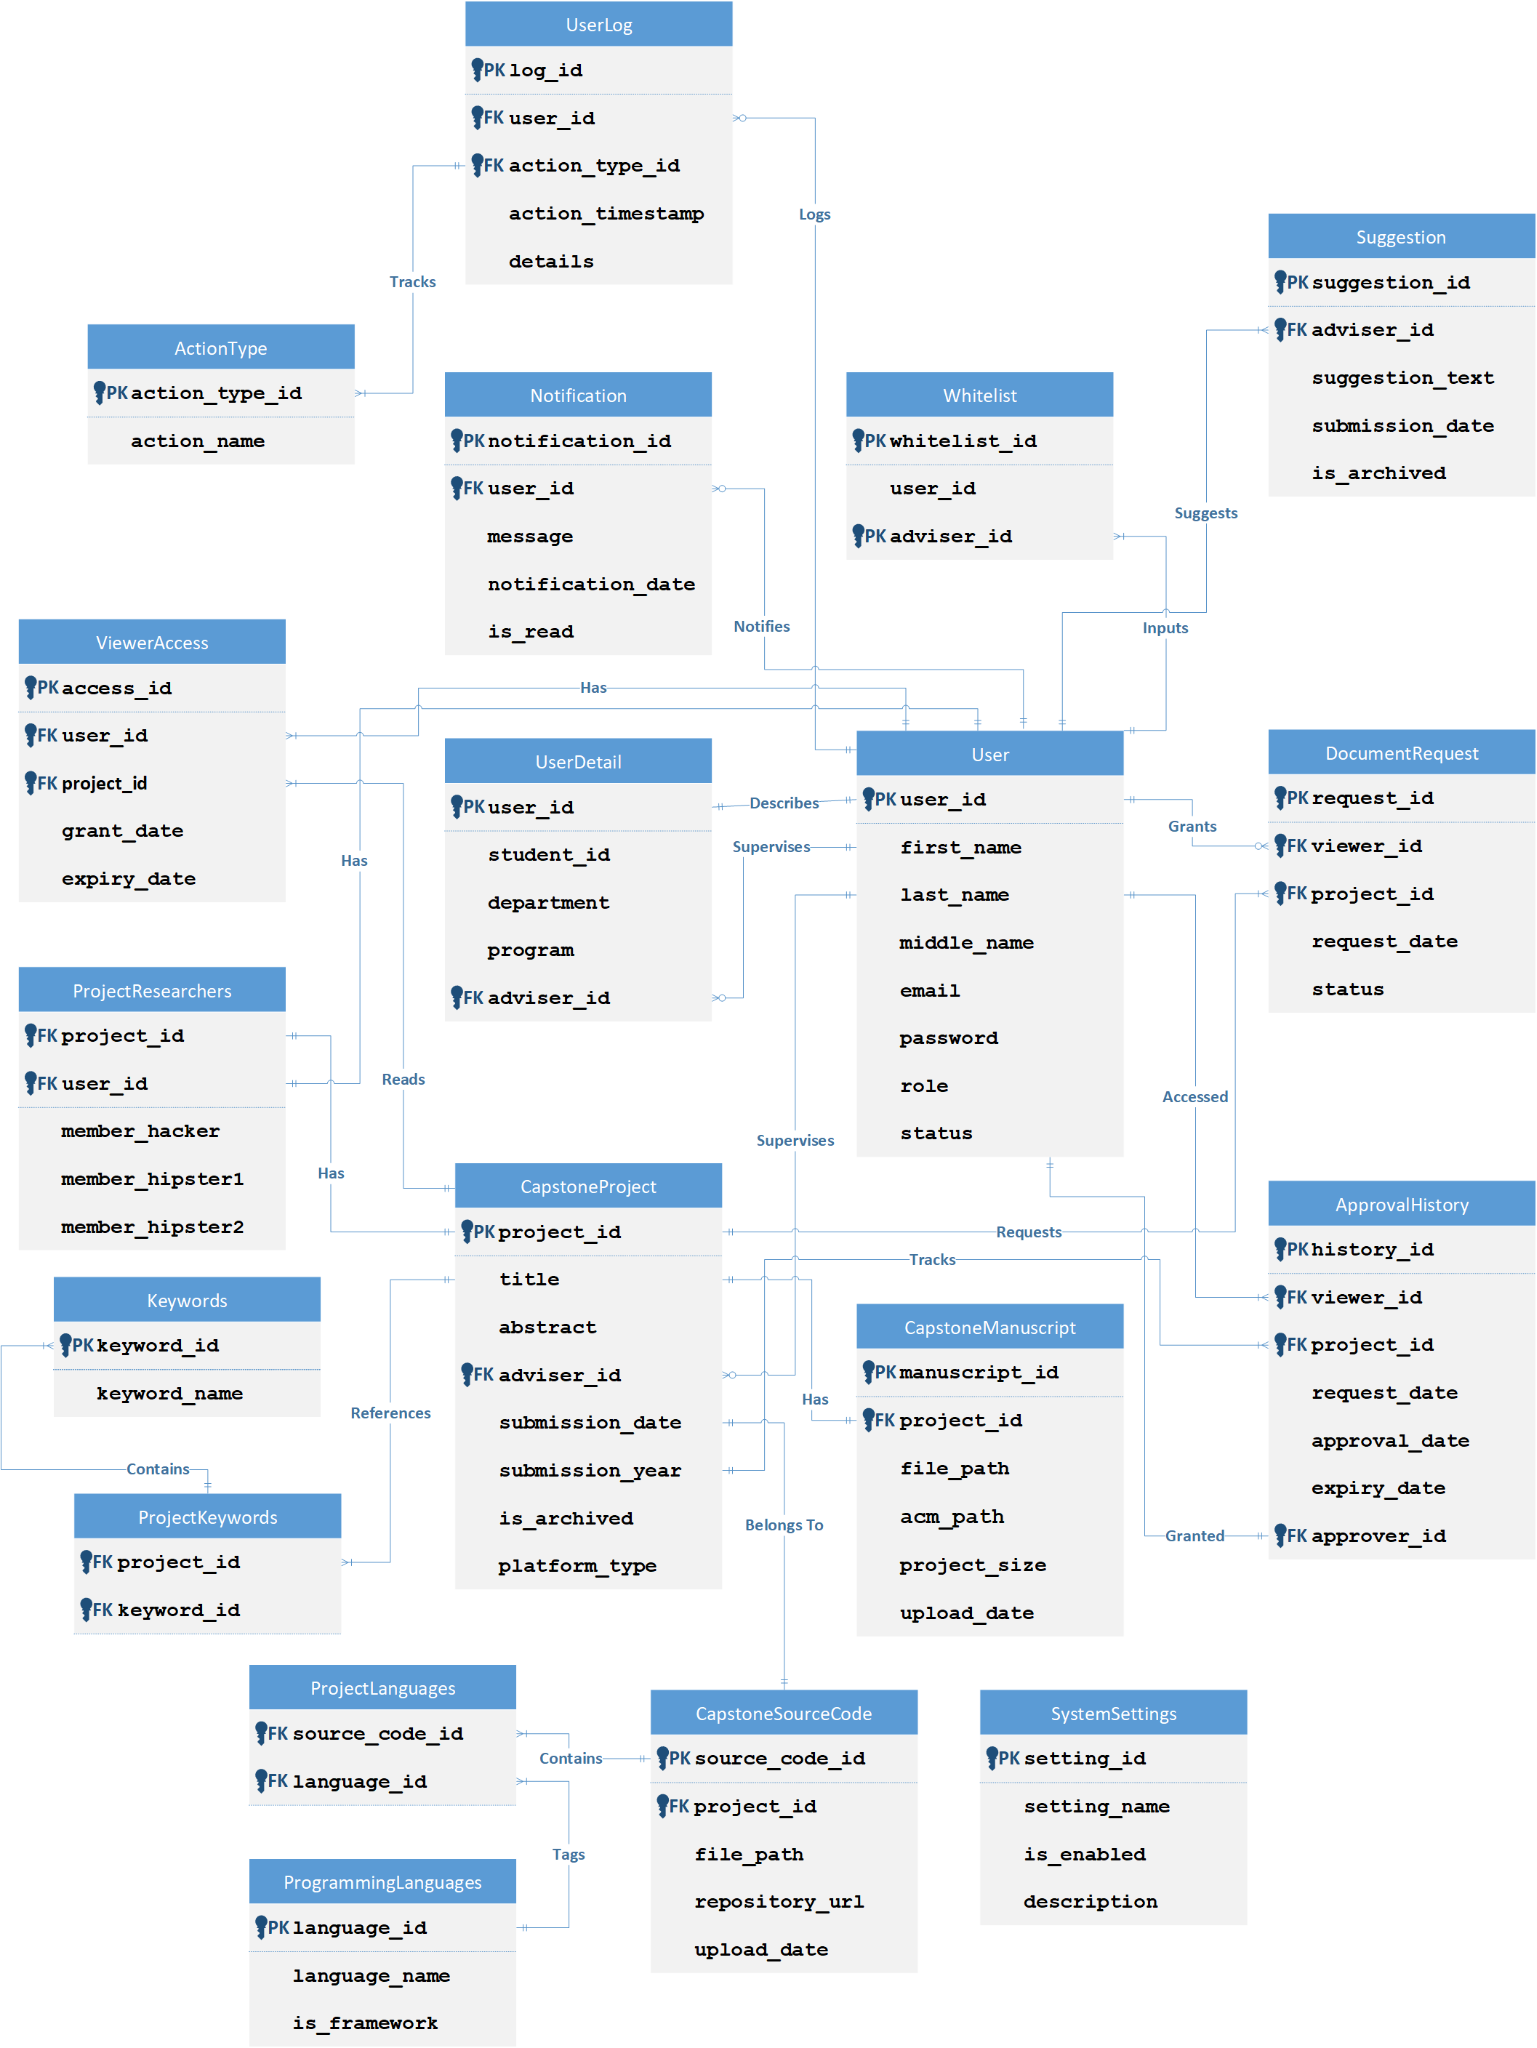 UserLog
PK log_id
FK user_id
FK action_type_id
action_timestamp
details
Logs
Tracks
Suggestion
PK suggestion_id
FK adviser_id
suggestion_text
submission_date
is_archived
Suggests
ActionType
PK action_type_id
action_name
Notification
PK notification_id
FK user_id
message
notification_date
is_read
Notifies
Whitelist
PK whitelist_id
user_id
PK adviser_id
Inputs
ViewerAccess
PK access_id
FK user_id
FK project_id
grant_date
expiry_date
Has
Has
UserDetail
PK user_id
student_id
department
program
FK adviser_id
Describes
Supervises
User
PK user_id
first_name
last_name
middle_name
email
password
role
status
Grants
DocumentRequest
PK request_id
FK viewer_id
FK project_id
request_date
status
Accessed
ProjectResearchers
FK project_id
FK user_id
member_hacker
member_hipster1
member_hipster2
Reads
Has
Supervises
CapstoneProject
PK project_id
title
abstract
FK adviser_id
submission_date
submission_year
is_archived
platform_type
Requests
Tracks
ApprovalHistory
PK history_id
FK viewer_id
FK project_id
request_date
approval_date
expiry_date
FK approver_id
Granted
Keywords
PK keyword_id
keyword_name
References
Contains
CapstoneManuscript
PK manuscript_id
FK project_id
file_path
acm_path
project_size
upload_date
Has
Belongs To
ProjectKeywords
FK project_id
FK keyword_id
ProjectLanguages
FK source_code_id
FK language_id
Contains
Tags
CapstoneSourceCode
PK source_code_id
FK project_id
file_path
repository_url
upload_date
SystemSettings
PK setting_id
setting_name
is_enabled
description
ProgrammingLanguages
PK language_id
language_name
is_framework